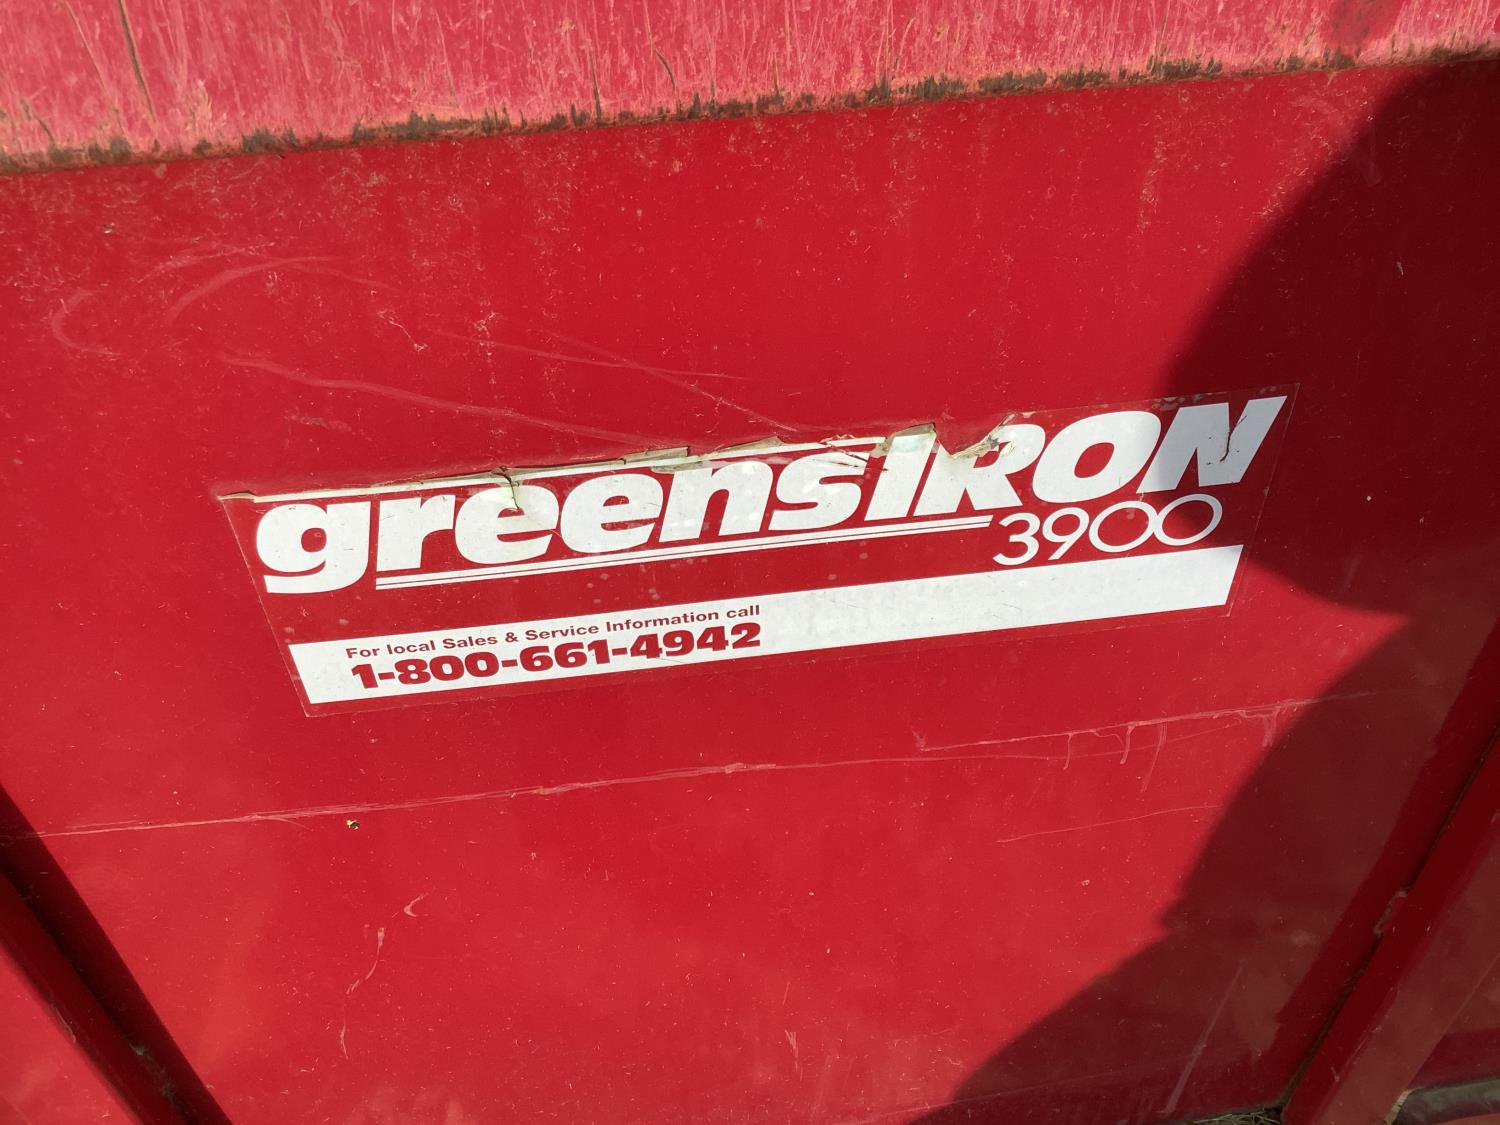 greensIRON
3900
For local Sales & Service Information call
1-800-661-4942